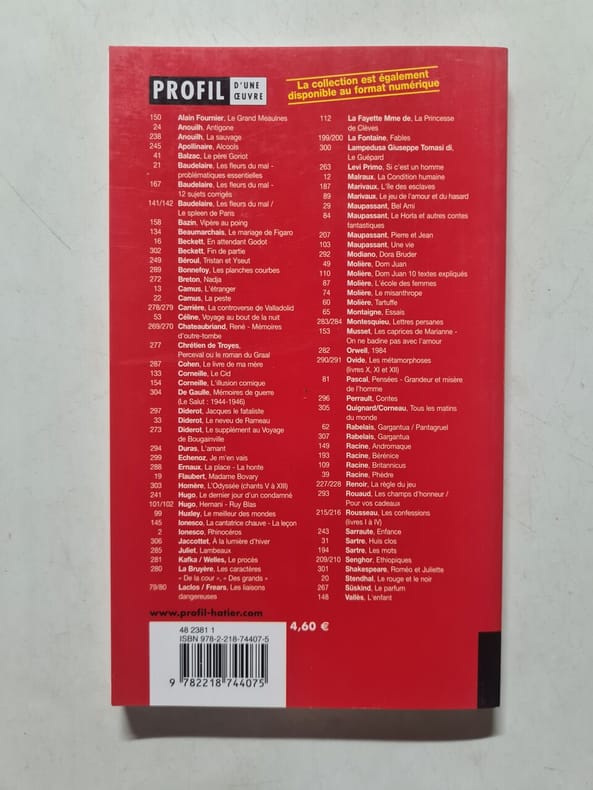 PROFIL D'UNE ŒUVRE
La collection est également
disponible au format numérique
150 Alain Fournier, Le Grand Meaulnes
24 Anouilh, Antigone
238 Anouilh, La sauvage
245 Apollinaire, Alcools
41 Balzac, Le père Goriot
21 Baudelaire, Les fleurs du mal -
problématiques essentielles
167 Baudelaire, Les fleurs du mal -
12 sujets corrigés
141/142 Baudelaire, Les fleurs du mal /
Le spleen de Paris
158 Bazin, Vipère au poing
134 Beaumarchais, Le mariage de Figaro
16 Beckett, En attendant Godot
302 Beckett, Fin de partie
249 Béroul, Tristan et Yseut
289 Bonnefoy, Les planches courbes
272 Breton, Nadja
13 Camus, L'étranger
22 Camus, La peste
278/279 Carrière, La controverse de Valladolid
53 Céline, Voyage au bout de la nuit
269/270 Chateaubriand, René - Mémoires
d'outre-tombe
277 Chrétien de Troyes,
Perceval ou le roman du Graal
287 Cohen, Le livre de ma mère
133 Corneille, Le Cid
154 Corneille, L'illusion comique
304 De Gaulle, Mémoires de guerre
(Le Salut : 1944-1946)
297 Diderot, Jacques le fataliste
33 Diderot, Le neveu de Rameau
273 Diderot, Le supplément au Voyage
de Bougainville
294 Duras, L'amant
299 Echenoz, Je m'en vais
288 Ernaux, La place - La honte
19 Flaubert, Madame Bovary
303 Homère, L'Odyssée (chants V à XIII)
241 Hugo, Le dernier jour d'un condamné
101/102 Hugo, Hernani - Ruy Blas
99 Huxley, Le meilleur des mondes
145 Ionesco, La cantatrice chauve - La leçon
2 Ionesco, Rhinocéros
306 Jaccottet, À la lumière d'hiver
285 Juliet, Lambeaux
281 Kafka / Welles, Le procès
280 La Bruyère, Les caractères
« De la cour », « Des grands »
79/80 Laclos / Frears, Les liaisons
dangereuses
112 La Fayette Mme de, La Princesse
de Clèves
199/200 La Fontaine, Fables
300 Lampedusa Giuseppe Tomasi di,
Le Guépard
263 Levi Primo, Si c'est un homme
12 Malraux, La Condition humaine
187 Marivaux, L'île des esclaves
89 Marivaux, Le jeu de l'amour et du hasard
29 Maupassant, Bel Ami
84 Maupassant, Le Horla et autres contes
fantastiques
207 Maupassant, Pierre et Jean
103 Maupassant, Une vie
292 Modiano, Dora Bruder
49 Molière, Dom Juan
110 Molière, Dom Juan 10 textes expliqués
87 Molière, L'école des femmes
74 Molière, Le misanthrope
60 Molière, Tartuffe
65 Montaigne, Essais
283/284 Montesquieu, Lettres persanes
153 Musset, Les caprices de Marianne -
On ne badine pas avec l'amour
282 Orwell, 1984
290/291 Ovide, Les métamorphoses
(livres X, XI et XII)
81 Pascal, Pensées - Grandeur et misère
de l'homme
296 Perrault, Contes
305 Quignard/Corneau, Tous les matins
du monde
62 Rabelais, Gargantua / Pantagruel
307 Rabelais, Gargantua
149 Racine, Andromaque
193 Racine, Bérénice
109 Racine, Britannicus
39 Racine, Phèdre
227/228 Renoir, La règle du jeu
293 Rouaud, Les champs d'honneur /
Pour vos cadeaux
215/216 Rousseau, Les confessions
(livres I à IV)
243 Sarraute, Enfance
31 Sartre, Huis clos
194 Sartre, Les mots
209/210 Senghor, Ethiopiques
301 Shakespeare, Roméo et Juliette
20 Stendhal, Le rouge et le noir
267 Süskind, Le parfum
148 Vallès, L'enfant
www.profil-hatier.com
48 2381 1
ISBN 978-2-218-74407-5
9 782218 744075
4,60 €